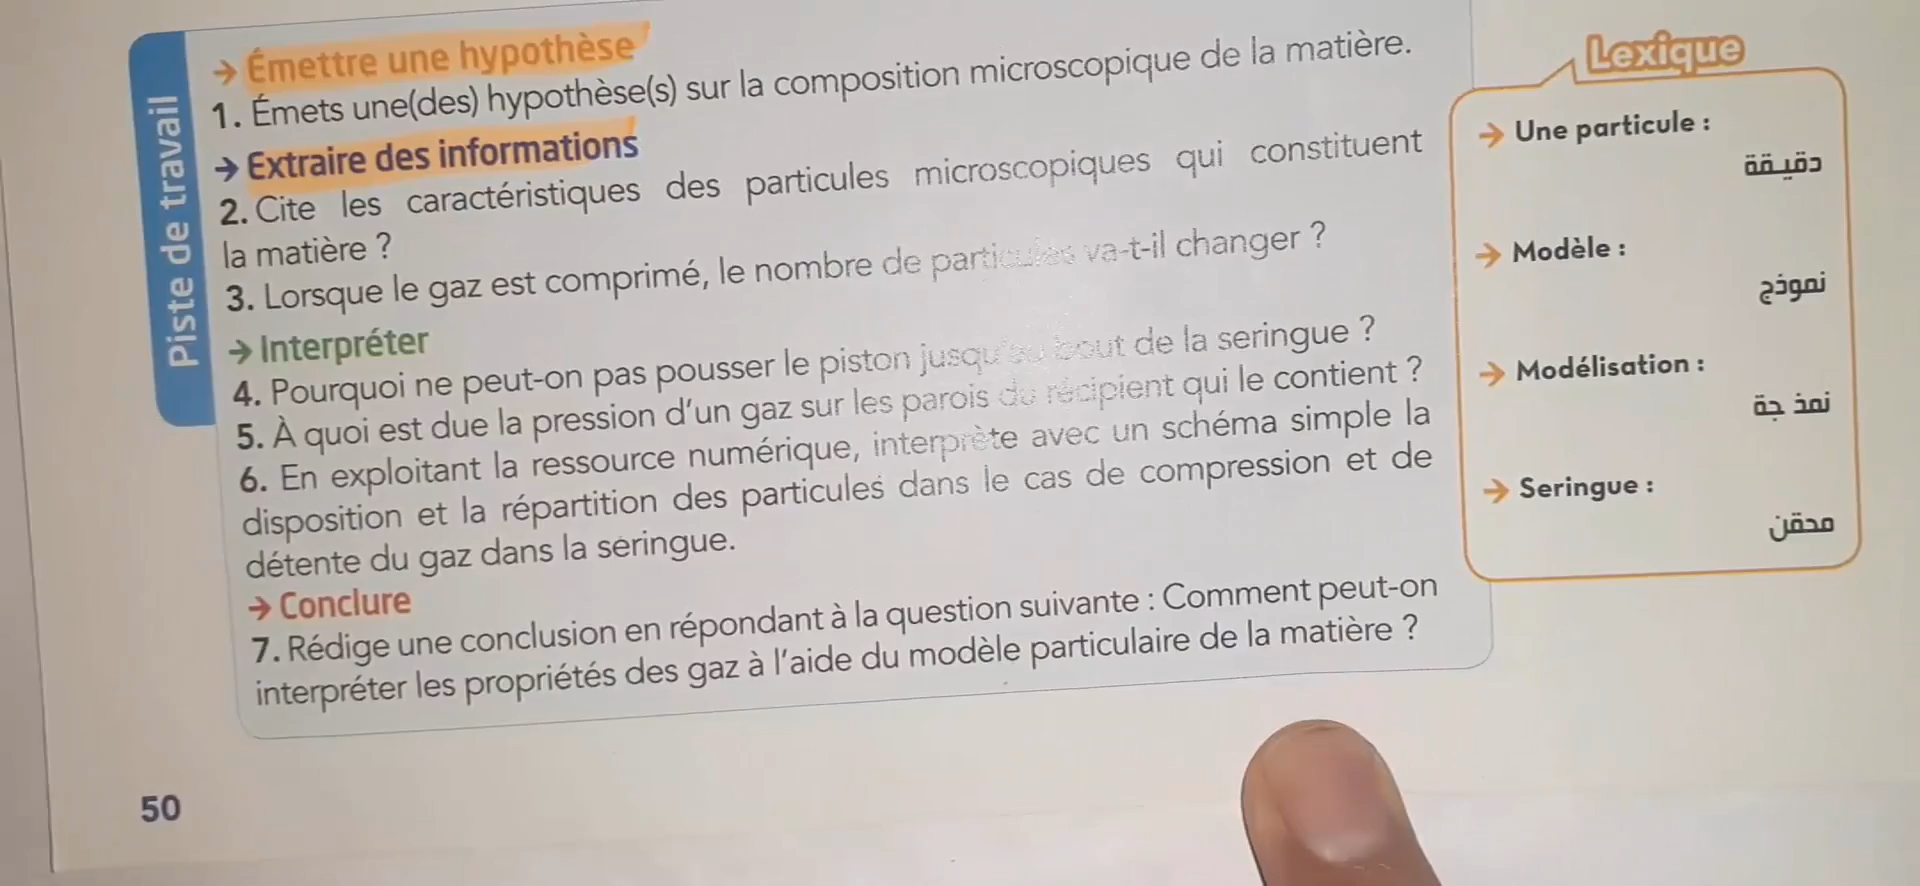 Piste de travail
→ Émettre une hypothèse
1. Émets une(des) hypothèse(s) sur la composition microscopique de la matière.
→ Extraire des informations
2. Cite les caractéristiques des particules microscopiques qui constituent
la matière ?
3. Lorsque le gaz est comprimé, le nombre de particules va-t-il changer ?
→ Interpréter
4. Pourquoi ne peut-on pas pousser le piston jusqu'au bout de la seringue ?
5. À quoi est due la pression d'un gaz sur les parois du récipient qui le contient ?
6. En exploitant la ressource numérique, interprète avec un schéma simple la
disposition et la répartition des particules dans le cas de compression et de
détente du gaz dans la seringue.
→ Conclure
7. Rédige une conclusion en répondant à la question suivante : Comment peut-on
interpréter les propriétés des gaz à l'aide du modèle particulaire de la matière ?
Lexique
→ Une particule :
دقيقة
→ Modèle :
نموذج
→ Modélisation :
نمذجة
→ Seringue :
محقن
50